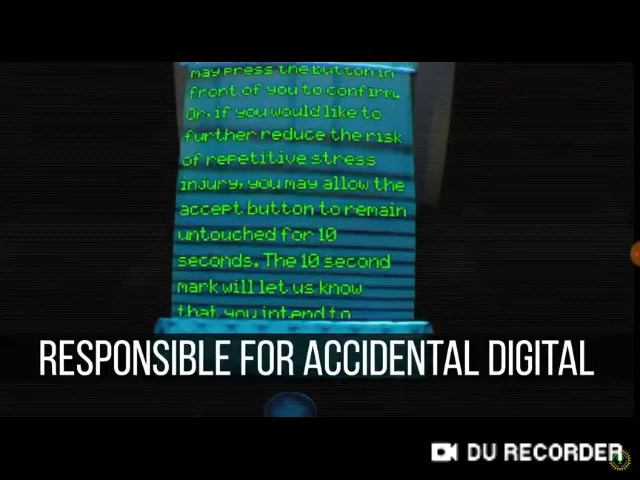 may press the button in
front of you to confirm.
Or, if you would like to
further reduce the risk
of repetitive stress
injury, you may allow the
accept button to remain
untouched for 10
seconds. The 10 second
mark will let us know
that you intend to
RESPONSIBLE FOR ACCIDENTAL DIGITAL
DU RECORDER